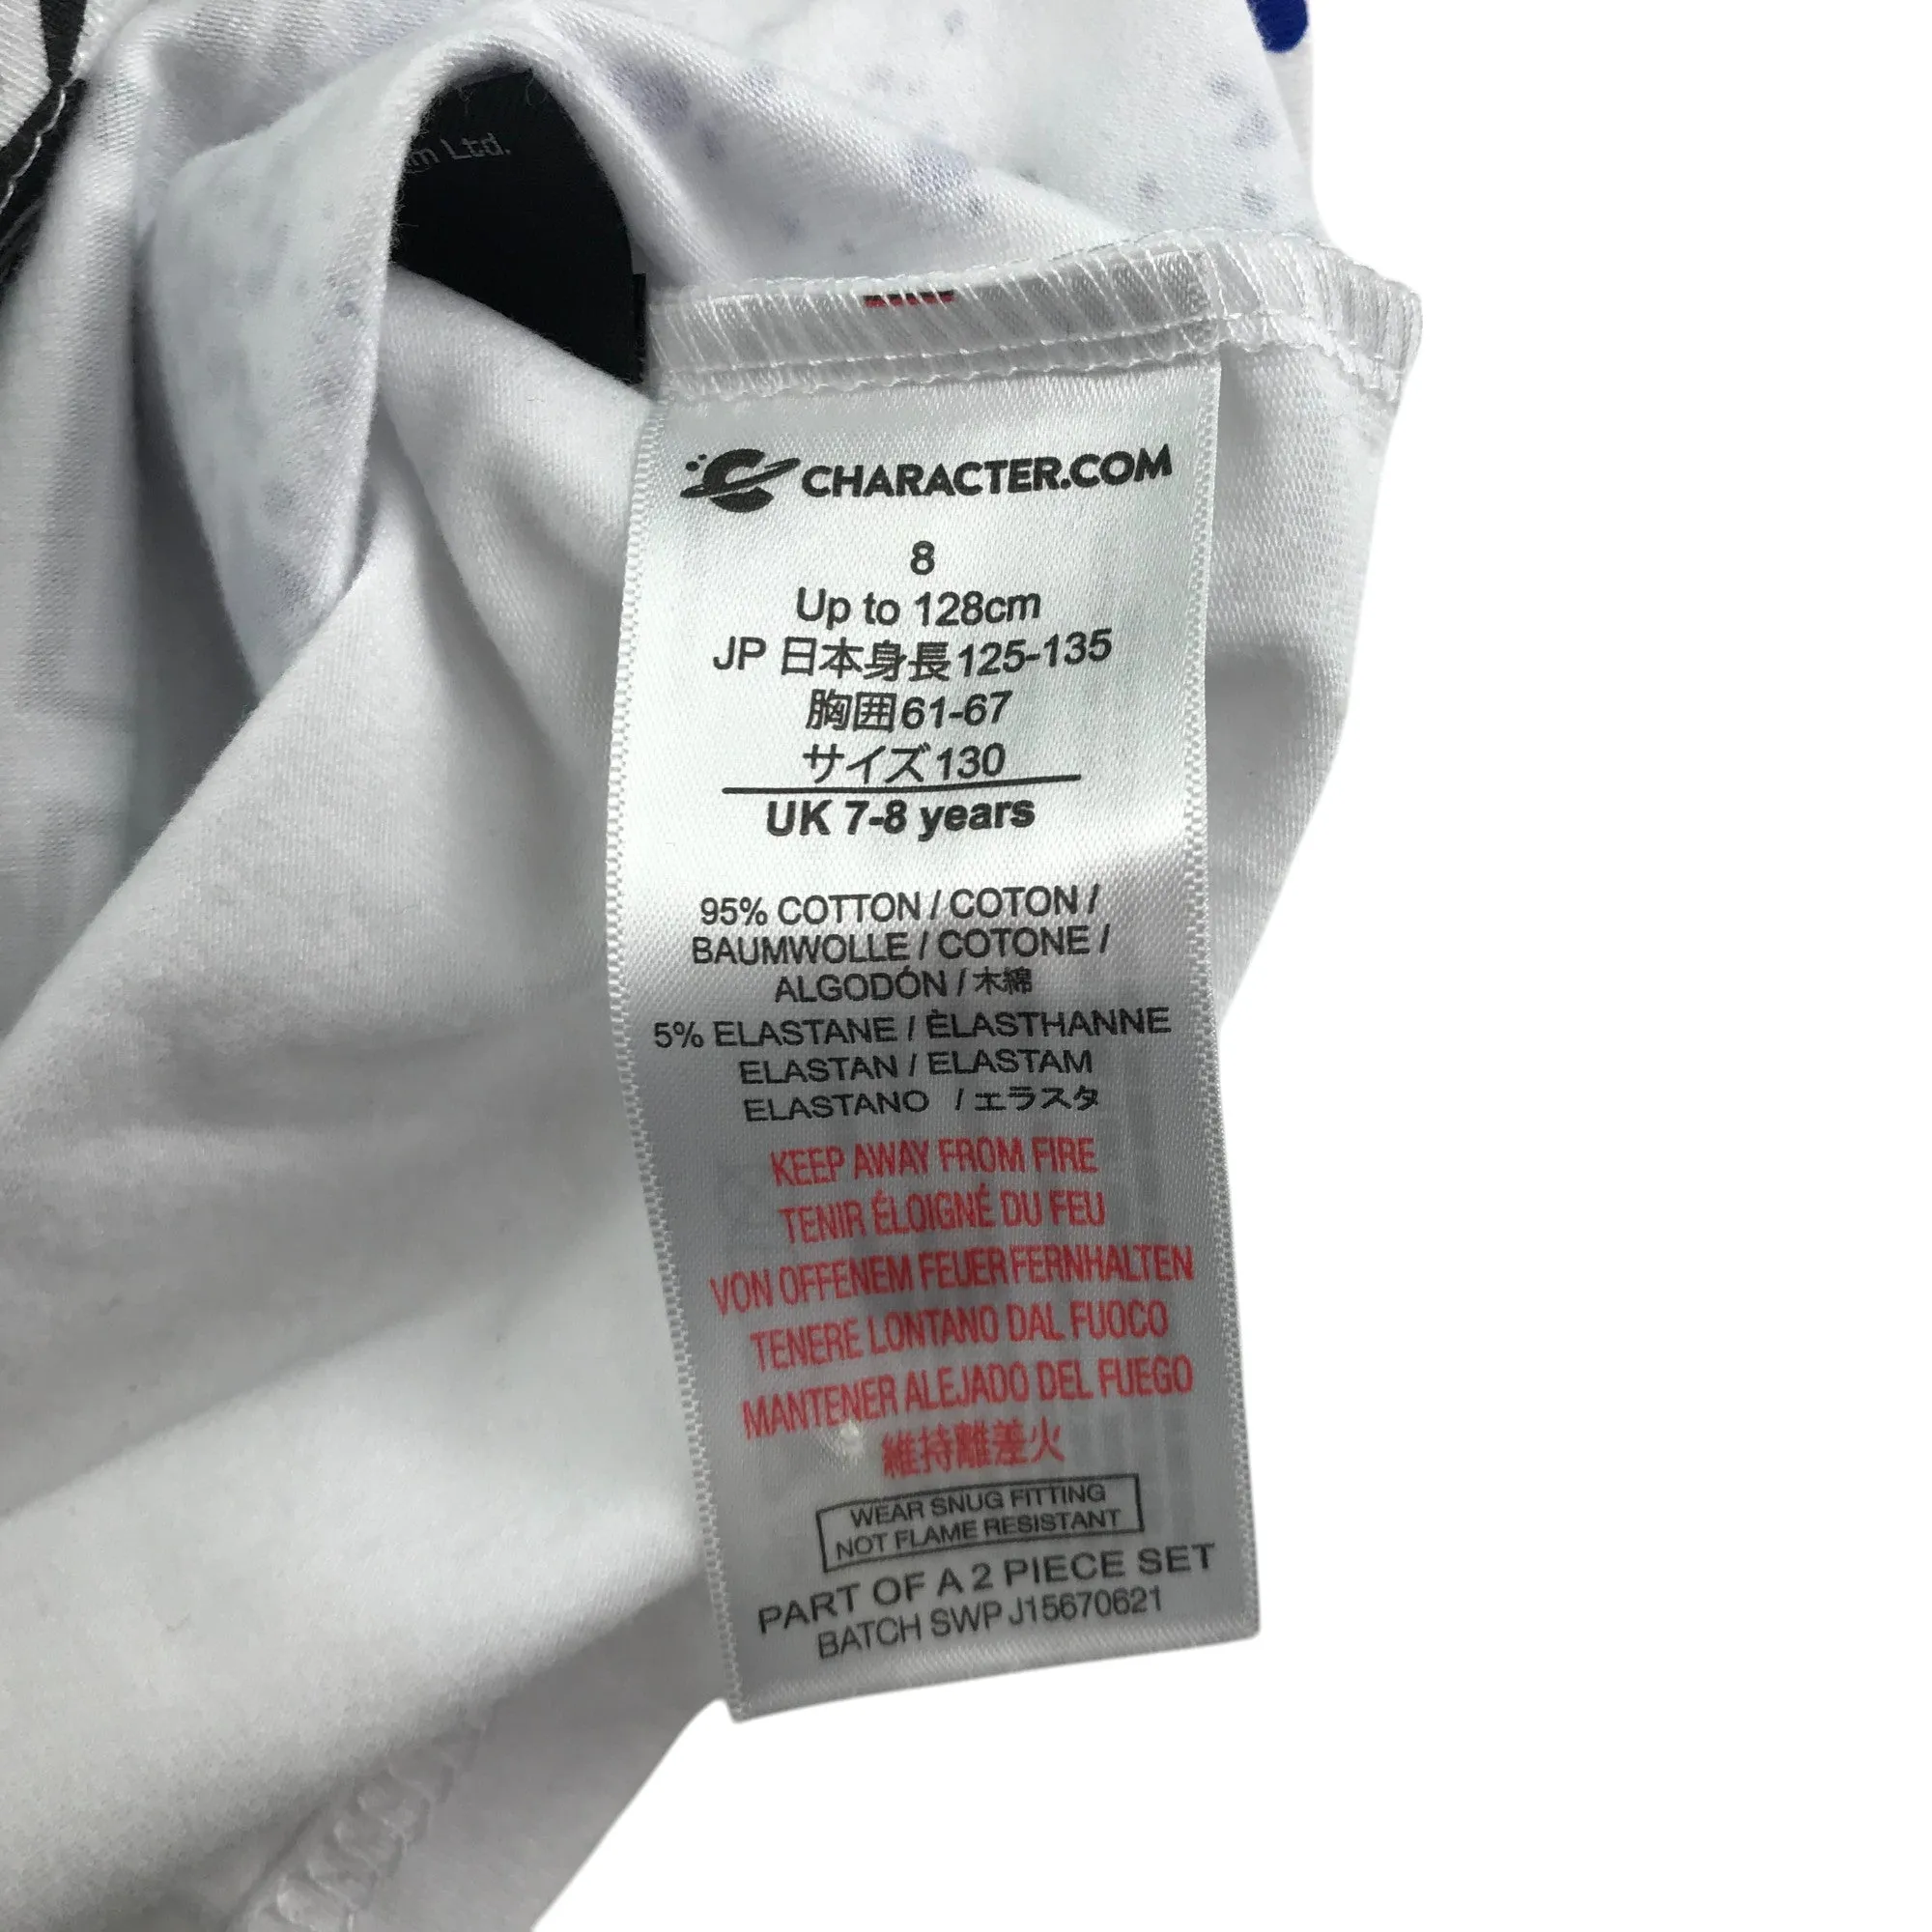 m Ltd.
CHARACTER.COM
8
Up to 128cm
JP 日本身長125-135
胸囲61-67
サイズ130
UK 7-8 years
95% COTTON / COTON /
BAUMWOLLE / COTONE /
ALGODÓN / 木綿
5% ELASTANE / ÈLASTHANNE
ELASTAN / ELASTAM
ELASTANO / エラスタ
KEEP AWAY FROM FIRE
TENIR ÉLOIGNÉ DU FEU
VON OFFENEM FEUER FERNHALTEN
TENERE LONTANO DAL FUOCO
MANTENER ALEJADO DEL FUEGO
維持離差火
WEAR SNUG FITTING
NOT FLAME RESISTANT
PART OF A 2 PIECE SET
BATCH SWP J15670621